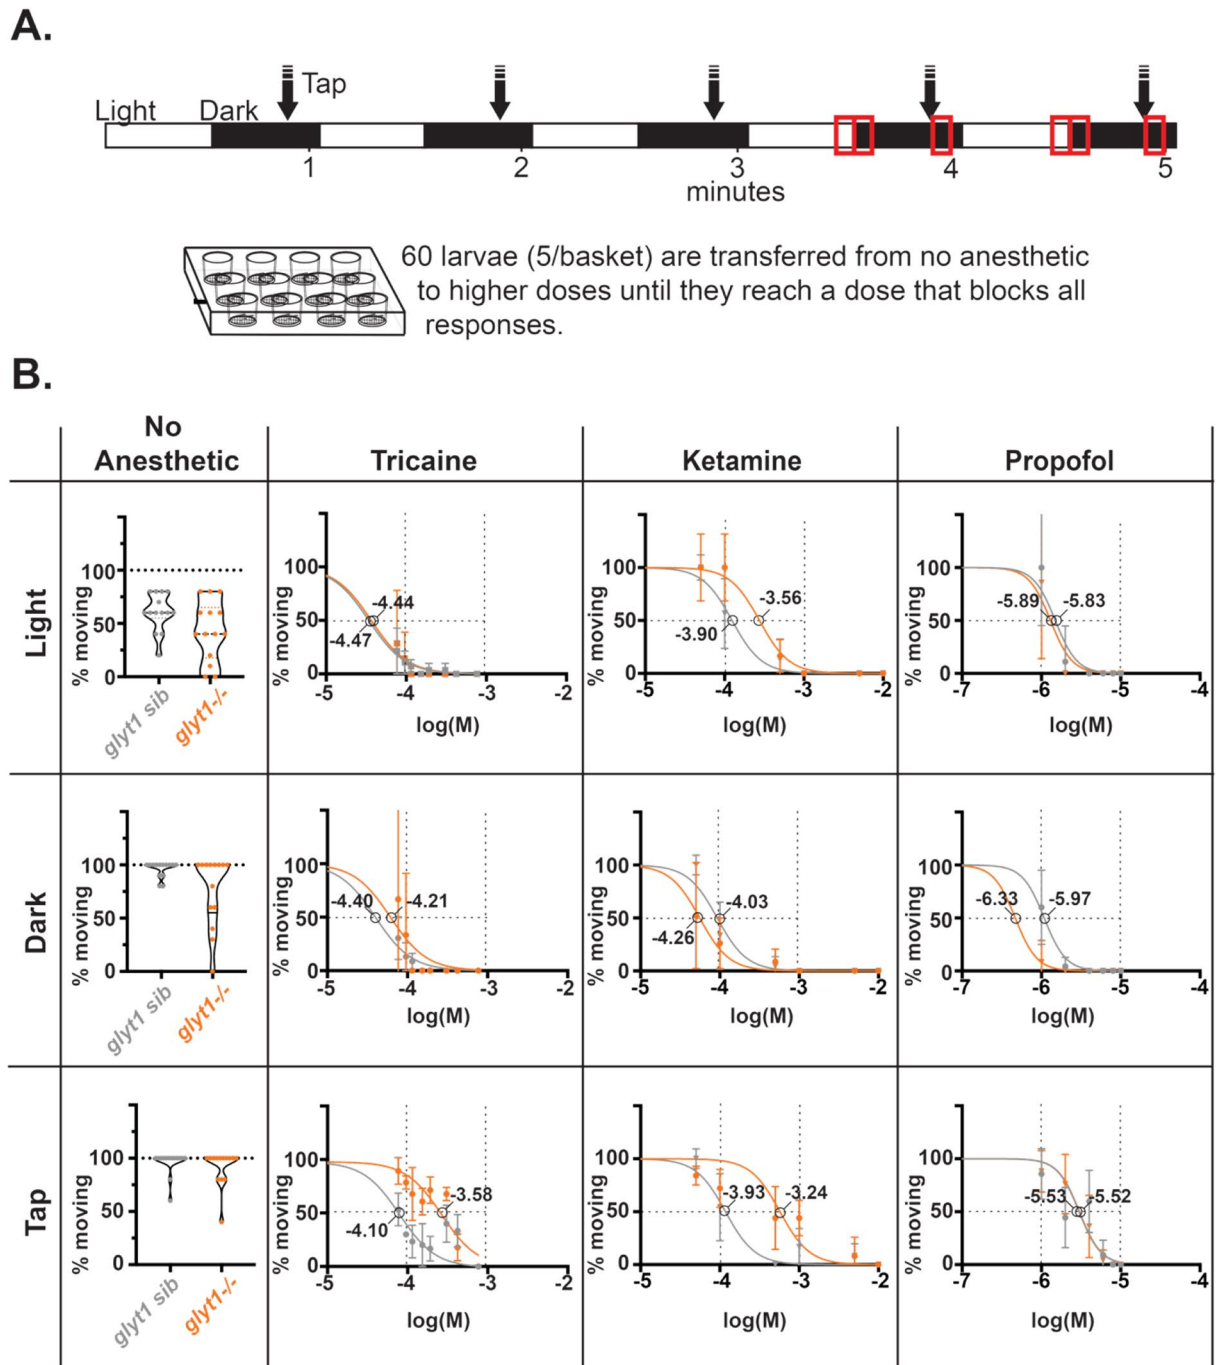 A.
Tap
Light
Dark
1
2
3
4
5
minutes
60 larvae (5/basket) are transferred from no anesthetic
to higher doses until they reach a dose that blocks all
responses.
B.
No
Anesthetic
Tricaine
Ketamine
Propofol
Light
% moving
100
50
0
glyt1 sib
glyt1-/-
% moving
100
50
0
-4.44
-4.47
-5
-4
-3
-2
log(M)
% moving
100
50
0
-3.56
-3.90
-5
-4
-3
-2
log(M)
% moving
100
50
0
-5.89
-5.83
-7
-6
-5
-4
log(M)
Dark
% moving
100
50
0
glyt1 sib
glyt1-/-
% moving
100
50
0
-4.40
-4.21
-5
-4
-3
-2
log(M)
% moving
100
50
0
-4.03
-4.26
-5
-4
-3
-2
log(M)
% moving
100
50
0
-6.33
-5.97
-7
-6
-5
-4
log(M)
Tap
% moving
100
50
0
glyt1 sib
glyt1-/-
% moving
100
50
0
-3.58
-4.10
-5
-4
-3
-2
log(M)
% moving
100
50
0
-3.93
-3.24
-5
-4
-3
-2
log(M)
% moving
100
50
0
-5.53
-5.52
-7
-6
-5
-4
log(M)